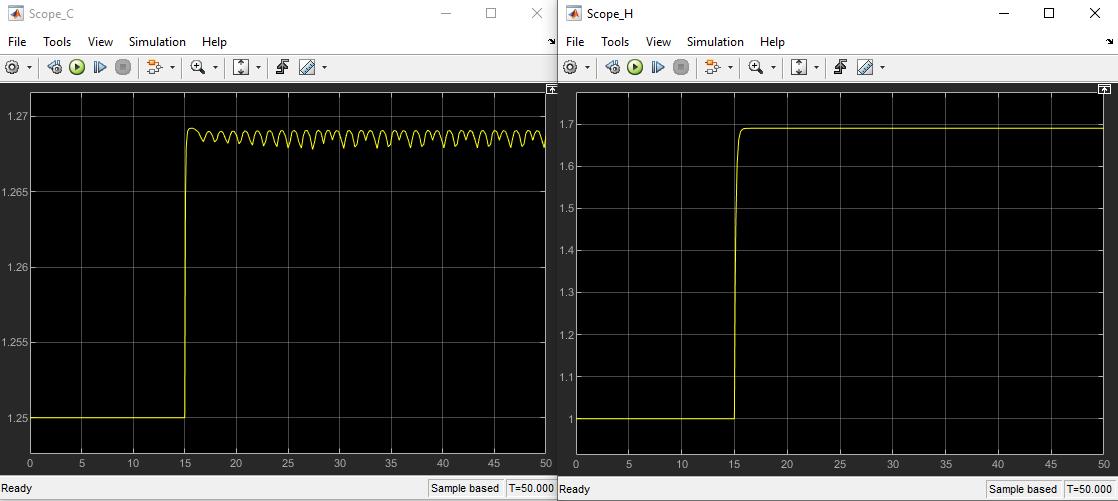 Scope_C
File Tools View Simulation Help
1.27
1.265
1.26
1.255
1.25
0 5 10 15 20 25 30 35 40 45 50
Ready Sample based T=50.000
Scope_H
File Tools View Simulation Help
1.7
1.6
1.5
1.4
1.3
1.2
1.1
1
0 5 10 15 20 25 30 35 40 45 50
Ready Sample based T=50.000